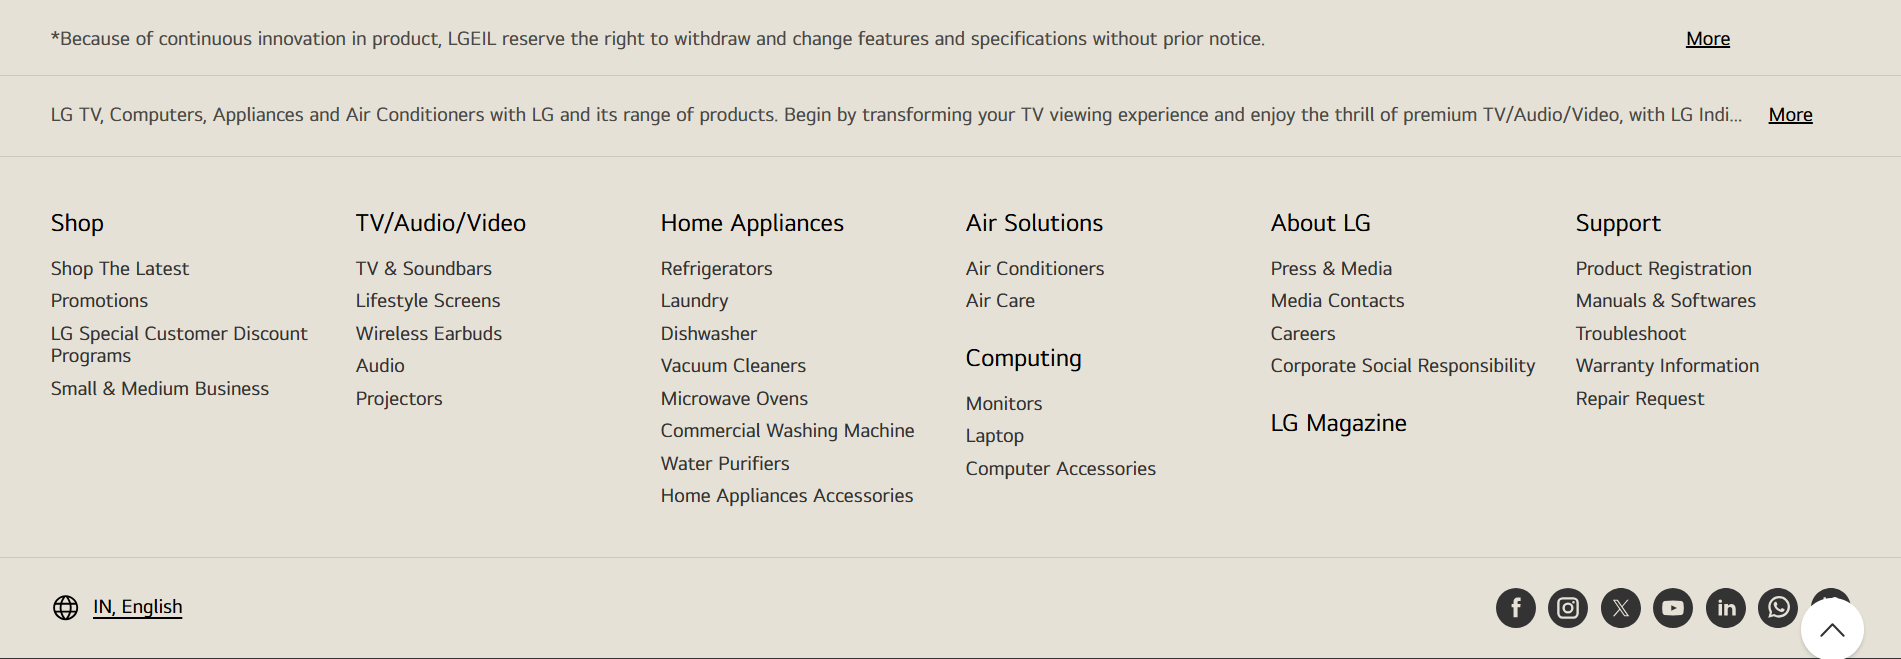 *Because of continuous innovation in product, LGEIL reserve the right to withdraw and change features and specifications without prior notice.
More
LG TV, Computers, Appliances and Air Conditioners with LG and its range of products. Begin by transforming your TV viewing experience and enjoy the thrill of premium TV/Audio/Video, with LG Indi...
More
Shop
Shop The Latest
Promotions
LG Special Customer Discount
Programs
Small & Medium Business
TV/Audio/Video
TV & Soundbars
Lifestyle Screens
Wireless Earbuds
Audio
Projectors
Home Appliances
Refrigerators
Laundry
Dishwasher
Vacuum Cleaners
Microwave Ovens
Commercial Washing Machine
Water Purifiers
Home Appliances Accessories
Air Solutions
Air Conditioners
Air Care
Computing
Monitors
Laptop
Computer Accessories
About LG
Press & Media
Media Contacts
Careers
Corporate Social Responsibility
LG Magazine
Support
Product Registration
Manuals & Softwares
Troubleshoot
Warranty Information
Repair Request
IN, English